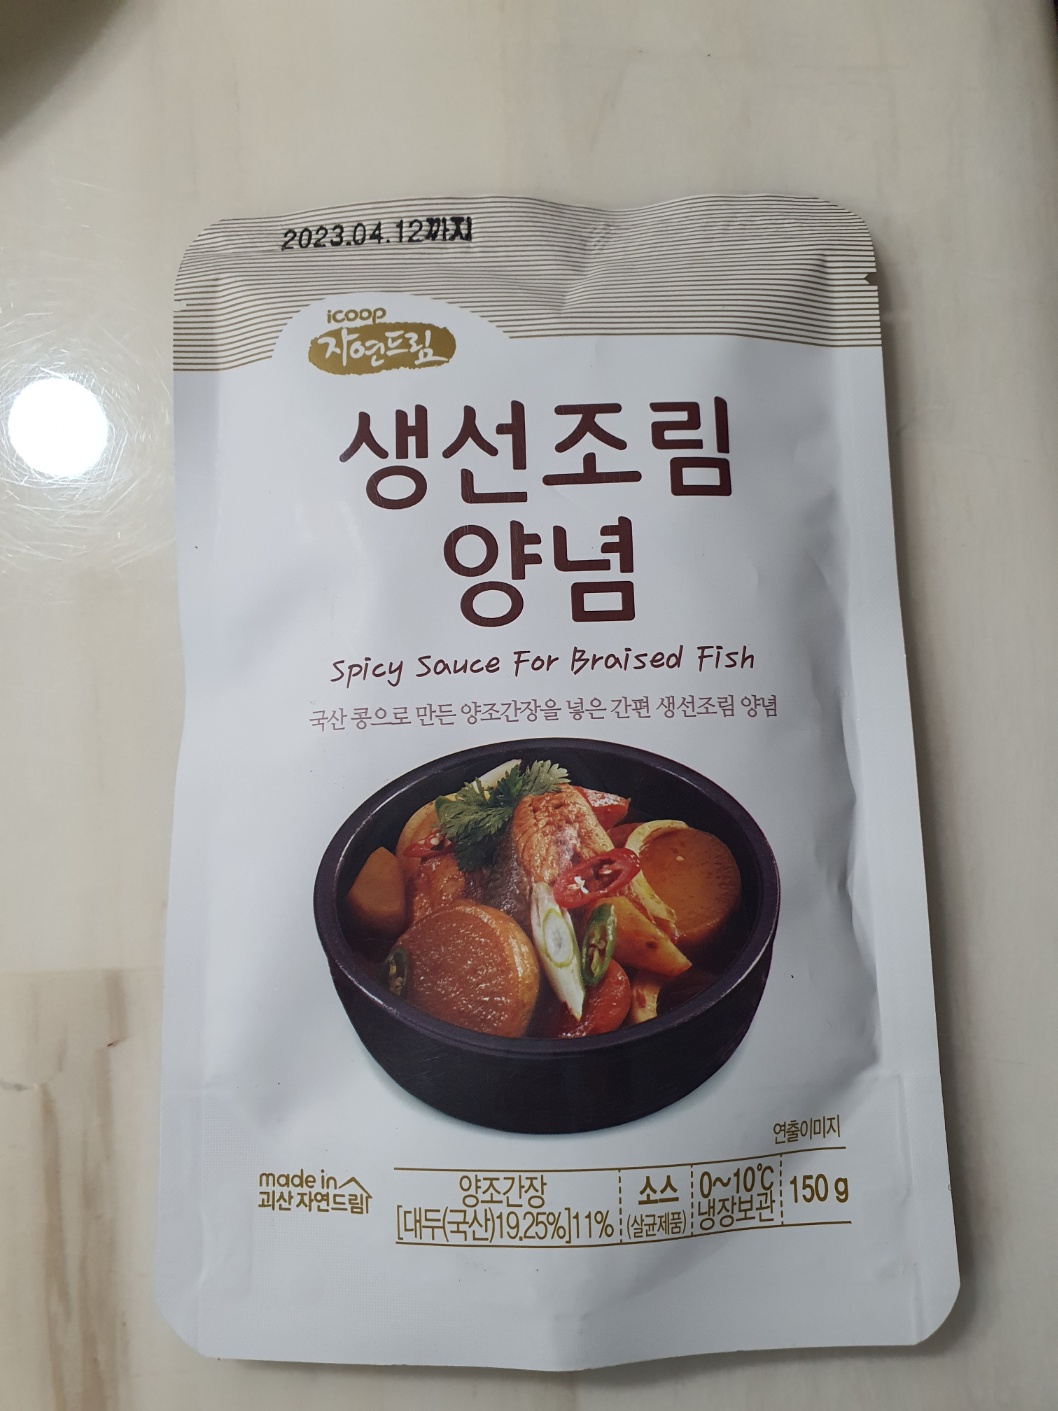 2023.04.12까지
icoop
자연드림
생선조림
양념
Spicy Sauce For Braised Fish
국산 콩으로 만든 양조간장을 넣은 간편 생선조림 양념
연출이미지
made in
괴산 자연드림
양조간장
[대두(국산)19.25%]11%
소스
(살균제품)
0~10℃
냉장보관
150 g